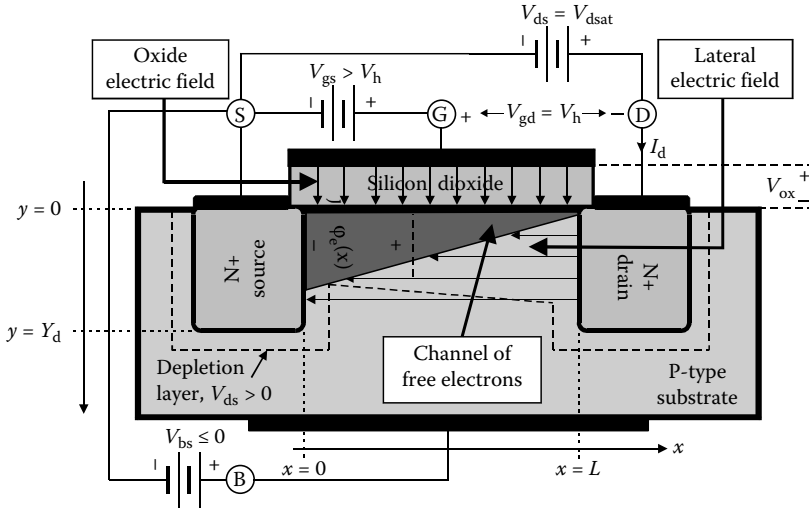 V_ds = V_dsat
– +
Oxide
electric field
Lateral
electric field
V_gs > V_h
– +
S
G
+
V_gd = V_h
–
D
I_d
Silicon dioxide
V_ox
+
–
y = 0
N+
source
–
φ_e(x)
+
N+
drain
y = Y_d
Depletion
layer, V_ds > 0
Channel of
free electrons
P-type
substrate
V_bs ≤ 0
– +
B
x = 0
x = L
x